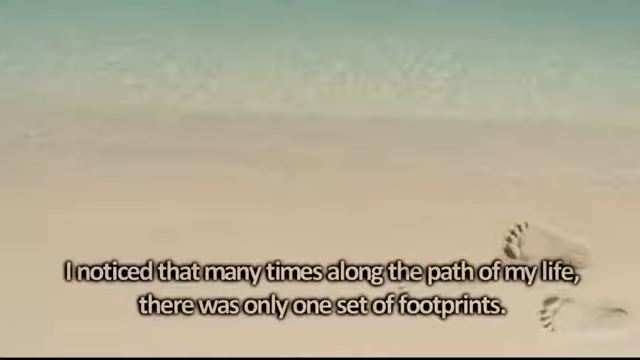 I noticed that many times along the path of my life,
there was only one set of footprints.